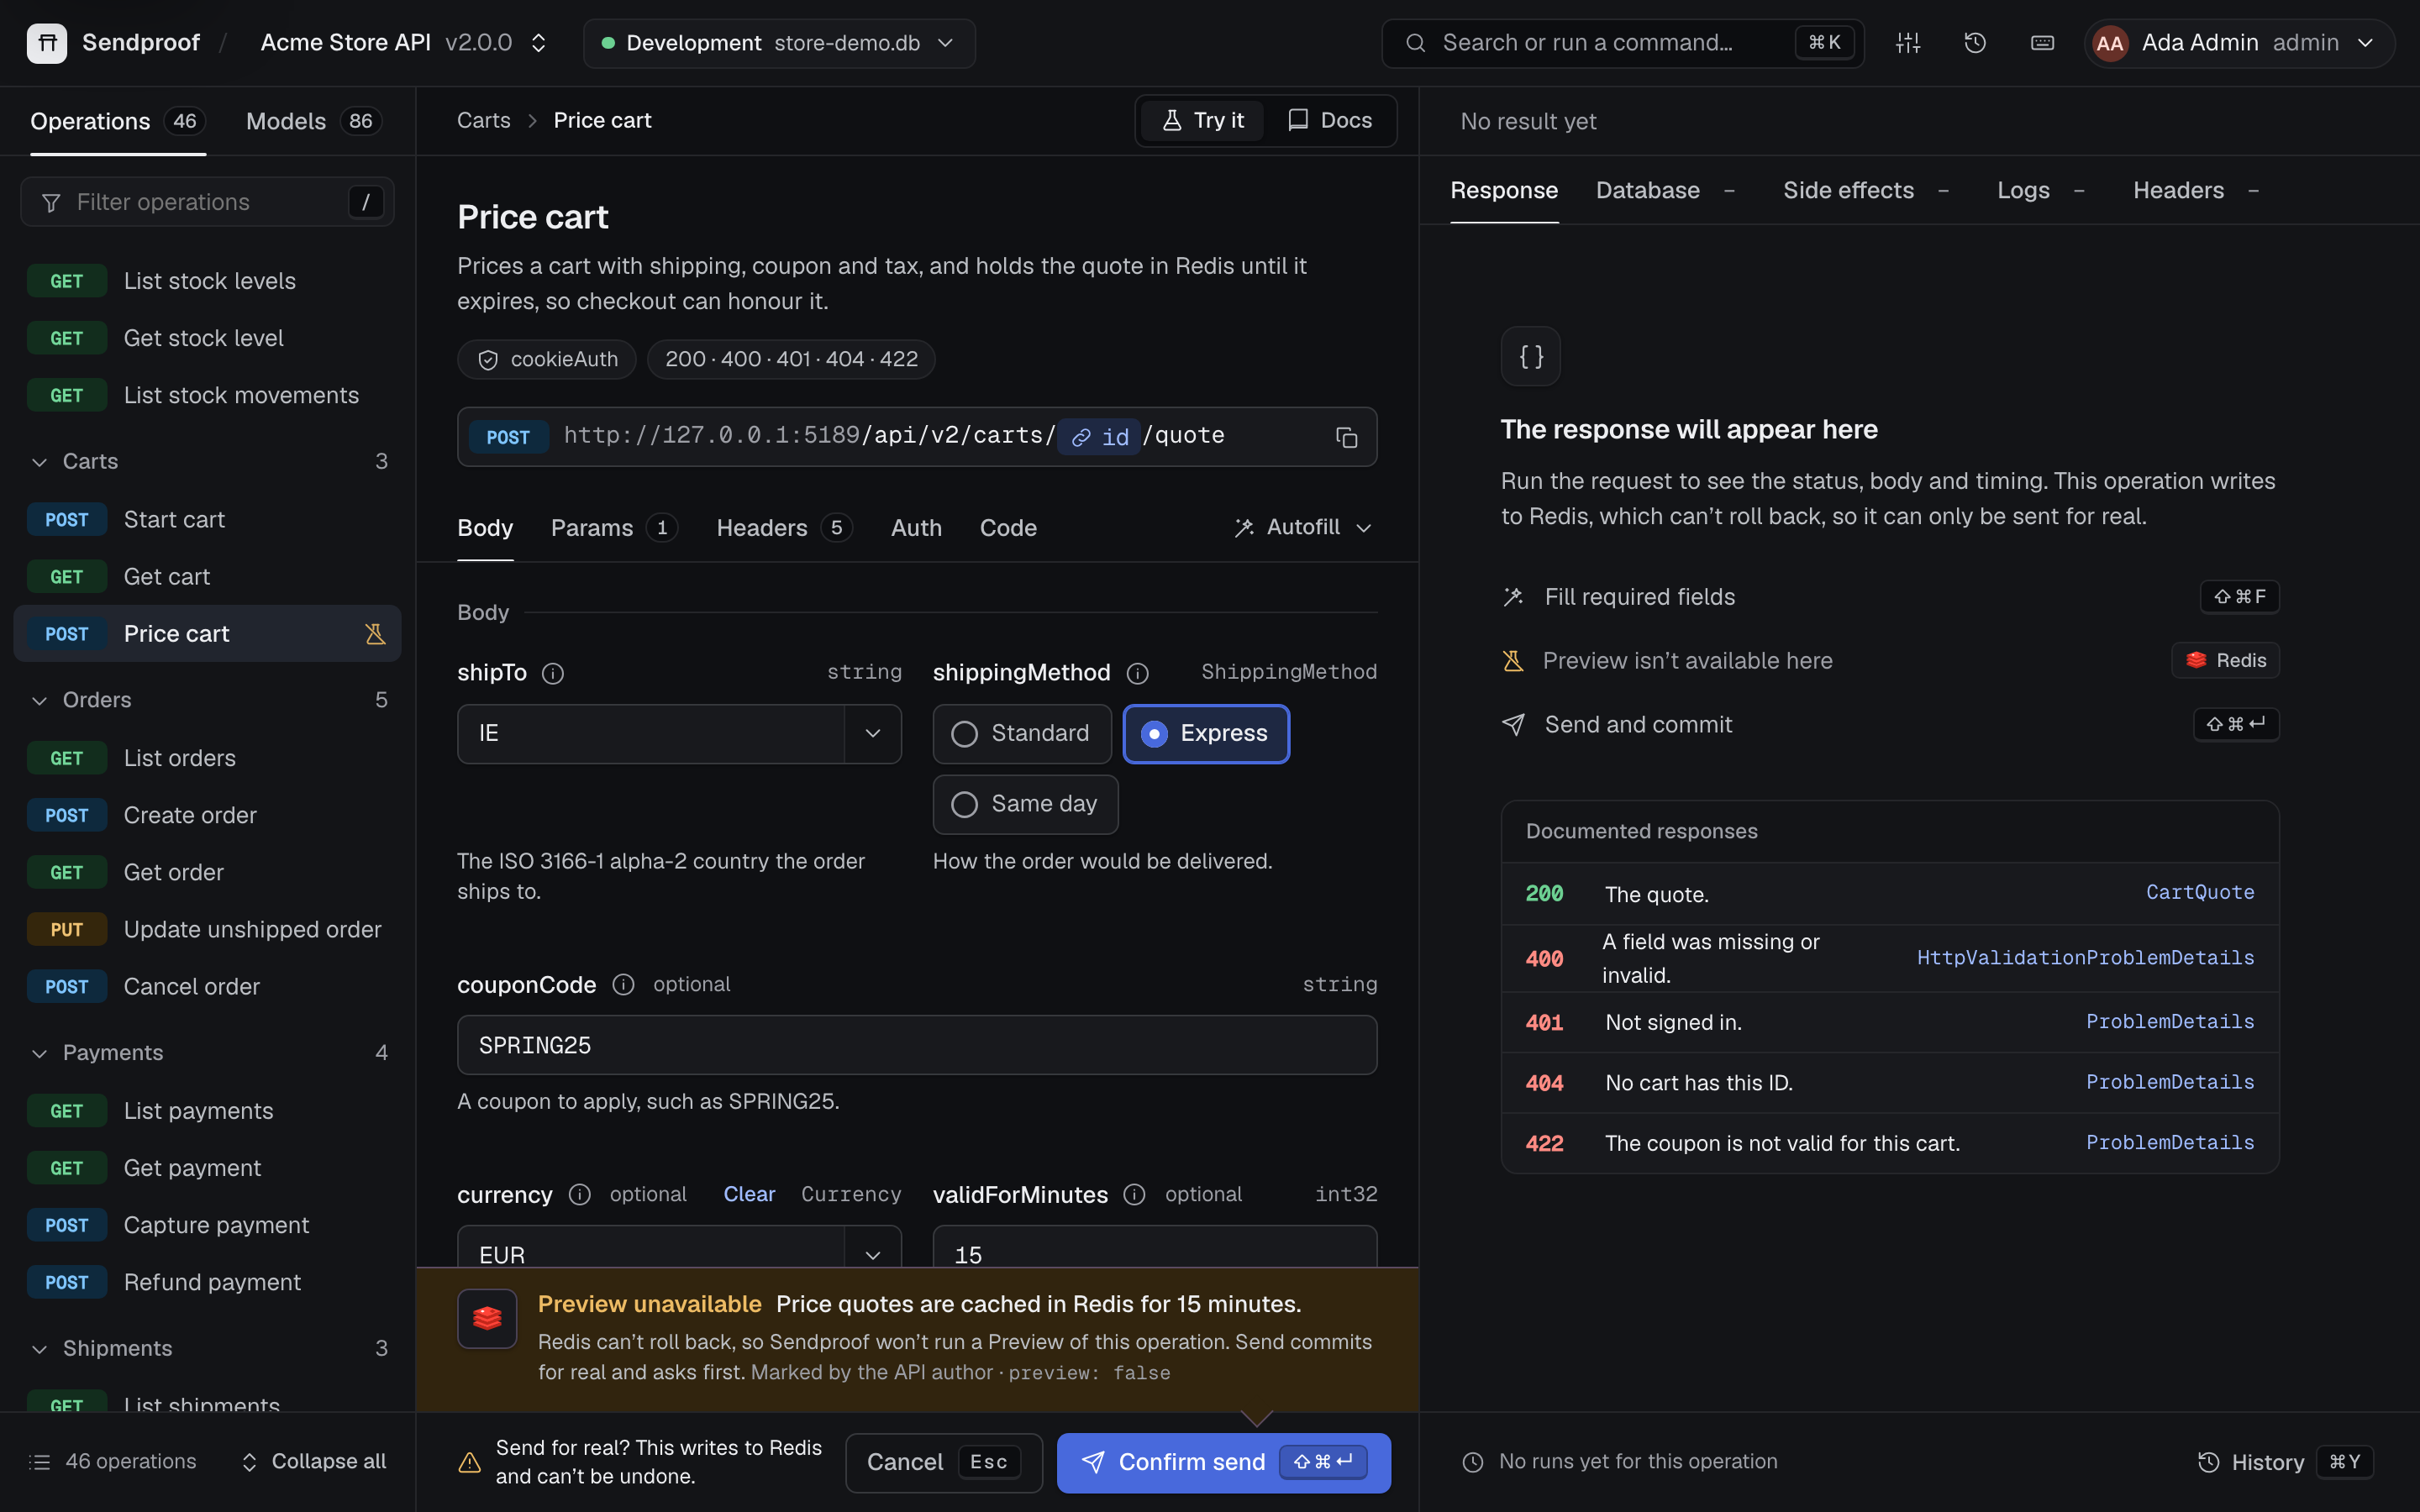 Sendproof / Acme Store API v2.0.0
Development store-demo.db
Search or run a command... ⌘K
AA Ada Admin admin
Operations 46 Models 86
Filter operations /
GET List stock levels
GET Get stock level
GET List stock movements
Carts 3
POST Start cart
GET Get cart
POST Price cart
Orders 5
GET List orders
POST Create order
GET Get order
PUT Update unshipped order
POST Cancel order
Payments 4
GET List payments
GET Get payment
POST Capture payment
POST Refund payment
Shipments 3
GET List shipments
46 operations Collapse all
Carts > Price cart
Try it Docs
Price cart
Prices a cart with shipping, coupon and tax, and holds the quote in Redis until it
expires, so checkout can honour it.
cookieAuth 200 · 400 · 401 · 404 · 422
POST http://127.0.0.1:5189/api/v2/carts/ id /quote
Body Params 1 Headers 5 Auth Code Autofill
Body
shipTo string
IE
The ISO 3166-1 alpha-2 country the order
ships to.
shippingMethod ShippingMethod
Standard Express
Same day
How the order would be delivered.
couponCode optional string
SPRING25
A coupon to apply, such as SPRING25.
currency optional Clear Currency
EUR
validForMinutes optional int32
15
Preview unavailable Price quotes are cached in Redis for 15 minutes.
Redis can’t roll back, so Sendproof won’t run a Preview of this operation. Send commits
for real and asks first. Marked by the API author · preview: false
Send for real? This writes to Redis
and can’t be undone.
Cancel Esc
Confirm send ⇧⌘↵
No result yet
Response Database – Side effects – Logs – Headers –
{ }
The response will appear here
Run the request to see the status, body and timing. This operation writes
to Redis, which can’t roll back, so it can only be sent for real.
Fill required fields ⇧⌘F
Preview isn’t available here Redis
Send and commit ⇧⌘↵
Documented responses
200 The quote. CartQuote
400 A field was missing or
invalid. HttpValidationProblemDetails
401 Not signed in. ProblemDetails
404 No cart has this ID. ProblemDetails
422 The coupon is not valid for this cart. ProblemDetails
No runs yet for this operation
History ⌘Y